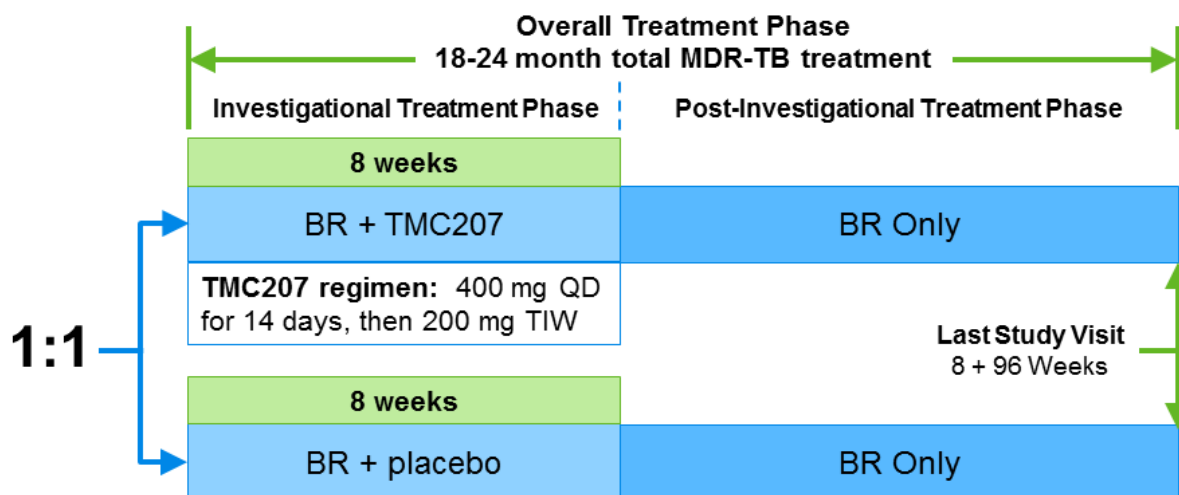 Overall Treatment Phase
18-24 month total MDR-TB treatment
Investigational Treatment Phase
Post-Investigational Treatment Phase
8 weeks
BR + TMC207
BR Only
TMC207 regimen: 400 mg QD
for 14 days, then 200 mg TIW
1:1
Last Study Visit
8 + 96 Weeks
8 weeks
BR + placebo
BR Only